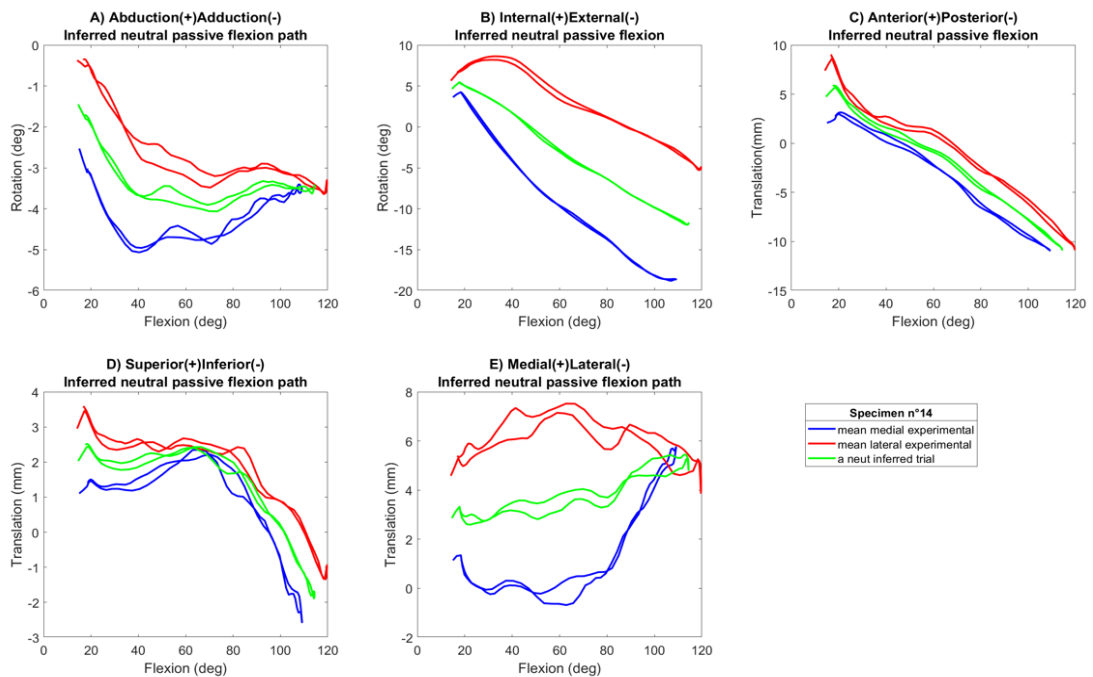 A) Abduction(+)Adduction(-)
Inferred neutral passive flexion path
0
-1
-2
-3
-4
-5
-6
Rotation (deg)
0 20 40 60 80 100 120
Flexion (deg)
B) Internal(+)External(-)
Inferred neutral passive flexion
10
5
0
-5
-10
-15
-20
Rotation (deg)
0 20 40 60 80 100 120
Flexion (deg)
C) Anterior(+)Posterior(-)
Inferred neutral passive flexion
10
5
0
-5
-10
-15
Translation(mm)
0 20 40 60 80 100 120
Flexion (deg)
D) Superior(+)Inferior(-)
Inferred neutral passive flexion path
4
3
2
1
0
-1
-2
-3
Translation (mm)
0 20 40 60 80 100 120
Flexion (deg)
E) Medial(+)Lateral(-)
Inferred neutral passive flexion path
8
6
4
2
0
-2
Translation (mm)
0 20 40 60 80 100 120
Flexion (deg)
Specimen n°14
mean medial experimental
mean lateral experimental
a neut inferred trial